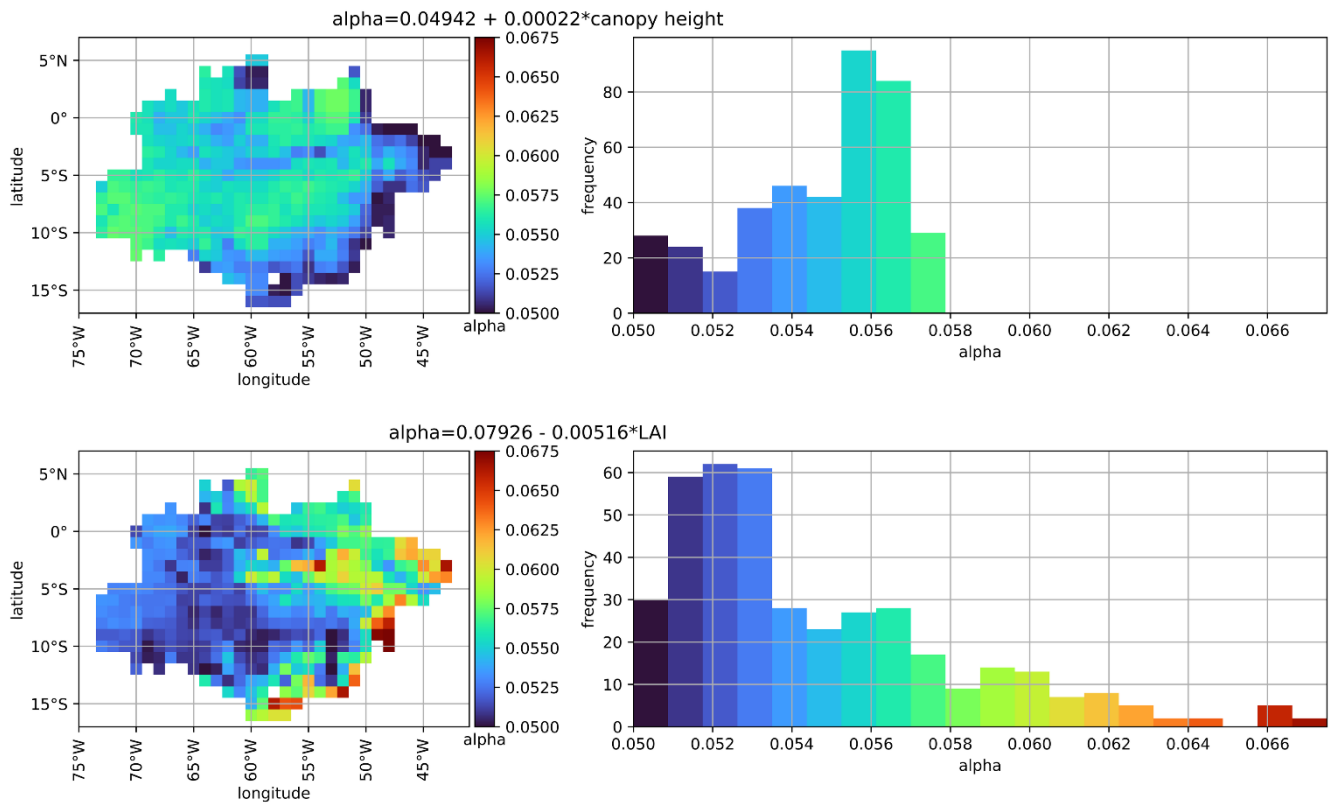 alpha=0.04942 + 0.00022*canopy height
5°N
0°
5°S
10°S
15°S
latitude
75°W
70°W
65°W
60°W
55°W
50°W
45°W
longitude
0.0675
0.0650
0.0625
0.0600
0.0575
0.0550
0.0525
0.0500
alpha
80
60
40
20
0
frequency
0.050 0.052 0.054 0.056 0.058 0.060 0.062 0.064 0.066
alpha
alpha=0.07926 - 0.00516*LAI
5°N
0°
5°S
10°S
15°S
latitude
75°W
70°W
65°W
60°W
55°W
50°W
45°W
longitude
0.0675
0.0650
0.0625
0.0600
0.0575
0.0550
0.0525
0.0500
alpha
60
50
40
30
20
10
0
frequency
0.050 0.052 0.054 0.056 0.058 0.060 0.062 0.064 0.066
alpha